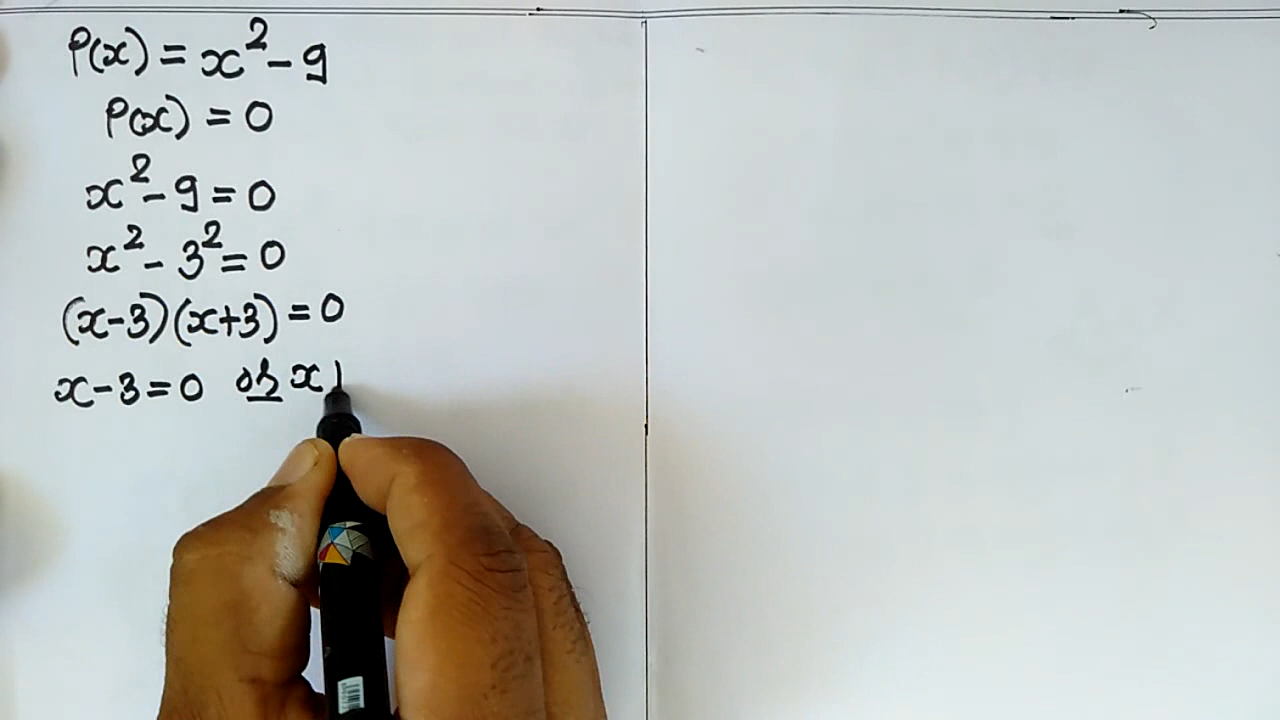 P(x) = x² - 9
P(x) = 0
x² - 9 = 0
x² - 3² = 0
(x-3)(x+3) = 0
x - 3 = 0 or x